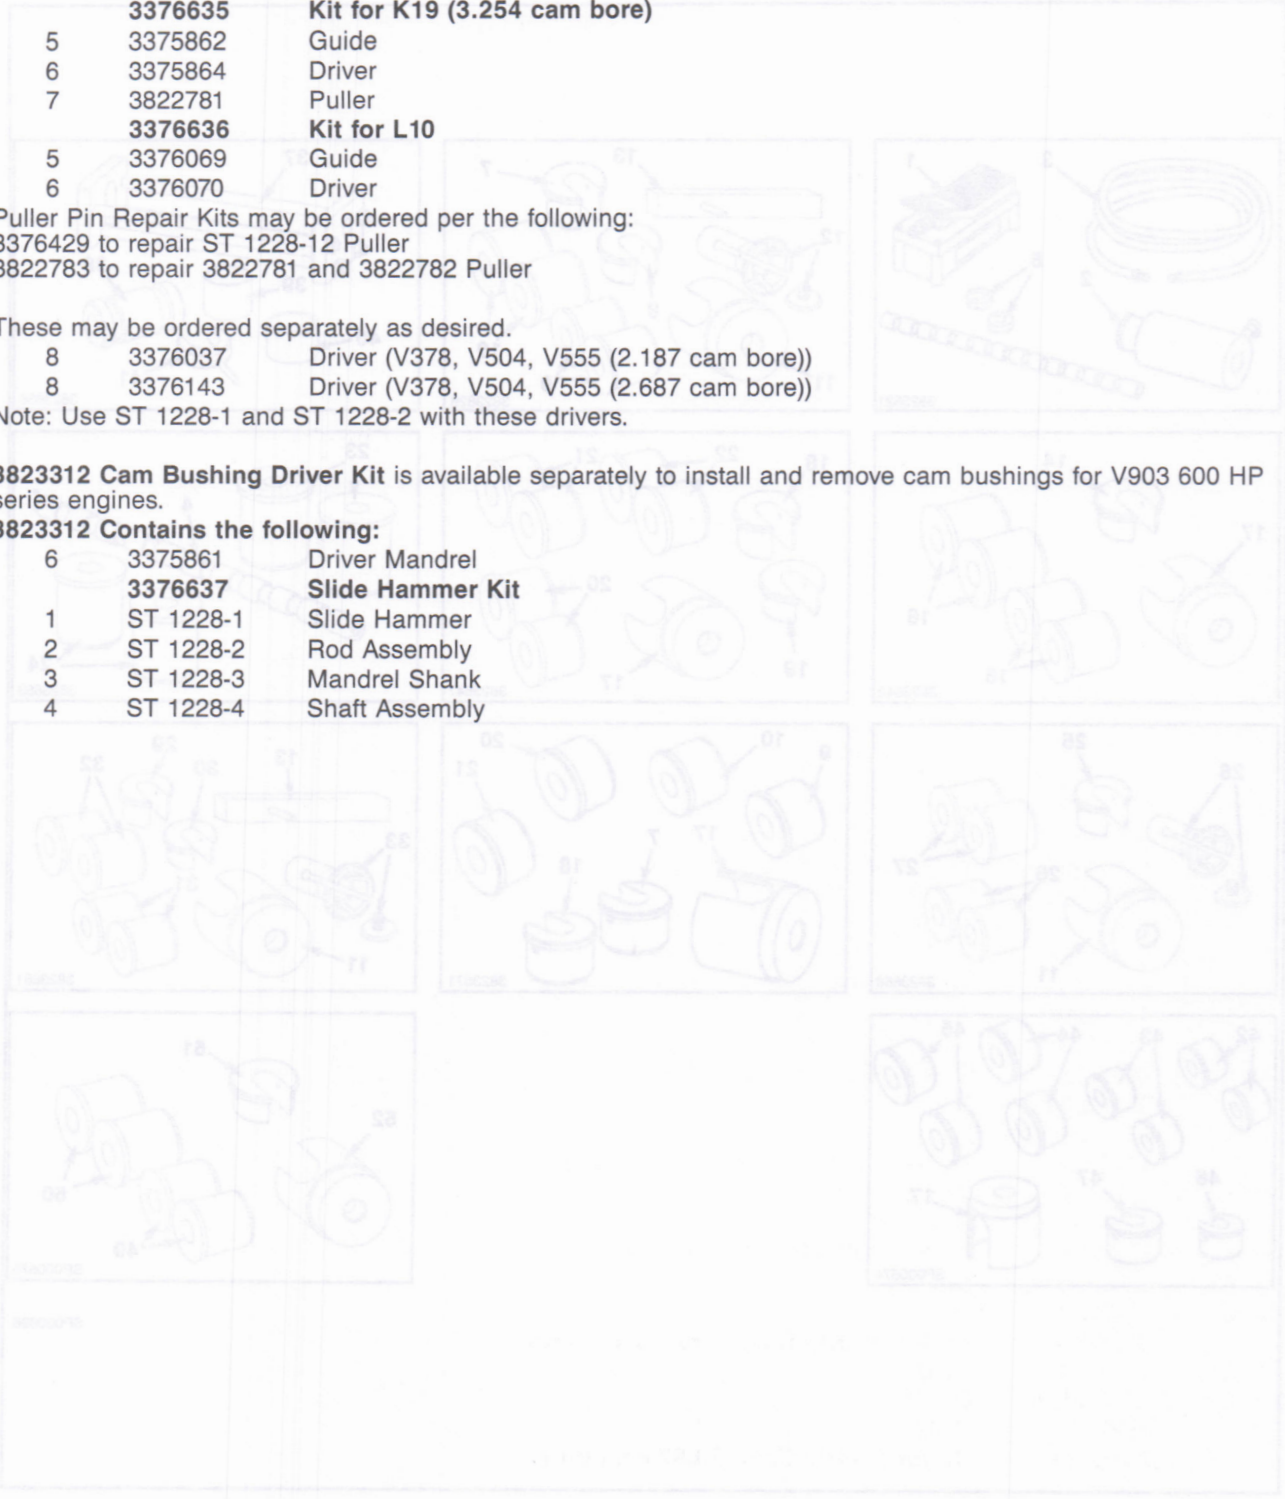 3376635 Kit for K19 (3.254 cam bore)
5 3375862 Guide
6 3375864 Driver
7 3822781 Puller
3376636 Kit for L10
5 3376069 Guide
6 3376070 Driver
Puller Pin Repair Kits may be ordered per the following:
3376429 to repair ST 1228-12 Puller
3822783 to repair 3822781 and 3822782 Puller
These may be ordered separately as desired.
8 3376037 Driver (V378, V504, V555 (2.187 cam bore))
8 3376143 Driver (V378, V504, V555 (2.687 cam bore))
Note: Use ST 1228-1 and ST 1228-2 with these drivers.
3823312 Cam Bushing Driver Kit is available separately to install and remove cam bushings for V903 600 HP
series engines.
3823312 Contains the following:
6 3375861 Driver Mandrel
3376637 Slide Hammer Kit
1 ST 1228-1 Slide Hammer
2 ST 1228-2 Rod Assembly
3 ST 1228-3 Mandrel Shank
4 ST 1228-4 Shaft Assembly